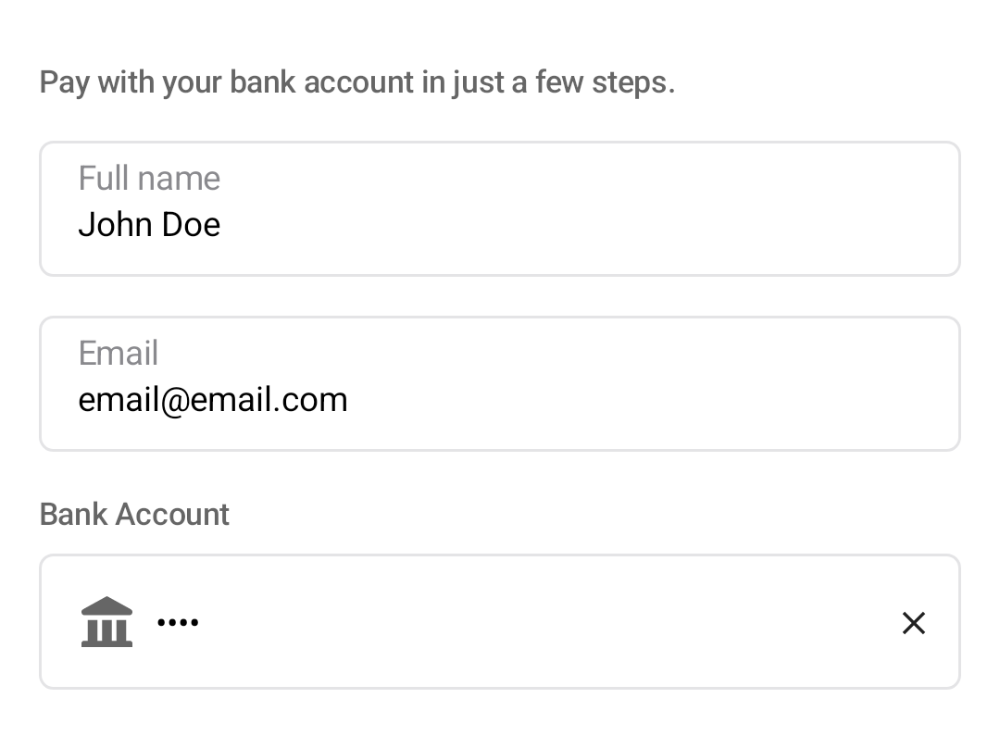 Pay with your bank account in just a few steps.
Full name
John Doe
Email
email@email.com
Bank Account
••••